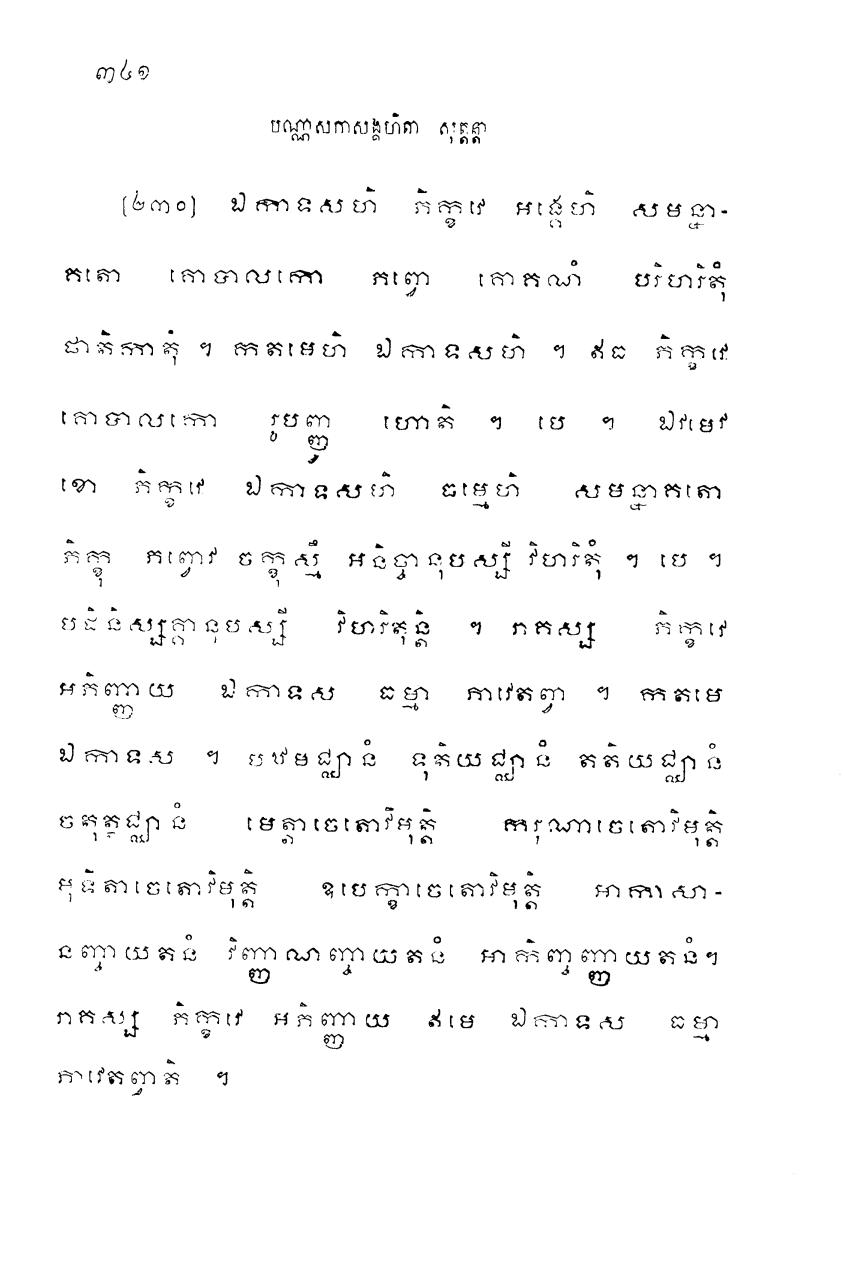 ៣៤១
បណ្ណាសកាសង្គហិតា សុត្តន្តា
[២៣០] ឯកាទសហិ ភិក្ខវេ អង្គេហិ សមន្នា-
គតោ គោបាលកោ ភព្វោ គោគណំ បរិហរិតុំ
ផាតិកាតុំ ។ កតមេហិ ឯកាទសហិ ។ ឥធ ភិក្ខវេ
គោបាលកោ រូបញ្ញូ ហោតិ ។ បេ ។ ឯវមេវ
ខោ ភិក្ខវេ ឯកាទសហិ ធម្មេហិ សមន្នាគតោ
ភិក្ខុ ភព្វោវ ចក្ខុស្មឹ អនិច្ចានុបស្សី វិហរិតុំ ។ បេ ។
បដិនិស្សគ្គានុបស្សី វិហរិតុន្តិ ។ រាគស្ស ភិក្ខវេ
អភិញ្ញាយ ឯកាទស ធម្មា ភាវេតព្វា ។ កតមេ
ឯកាទស ។ បឋមជ្ឈានំ ទុតិយជ្ឈានំ តតិយជ្ឈានំ
ចតុត្ថជ្ឈានំ មេត្តាចេតោវិមុត្តិ ករុណាចេតោវិមុត្តិ
មុទិតាចេតោវិមុត្តិ ឧបេក្ខាចេតោវិមុត្តិ អាកាសា-
នញ្ចាយតនំ វិញ្ញាណញ្ចាយតនំ អាកិញ្ចញ្ញាយតនំ។
រាគស្ស ភិក្ខវេ អភិញ្ញាយ ឥមេ ឯកាទស ធម្មា
ភាវេតព្វាតិ ។